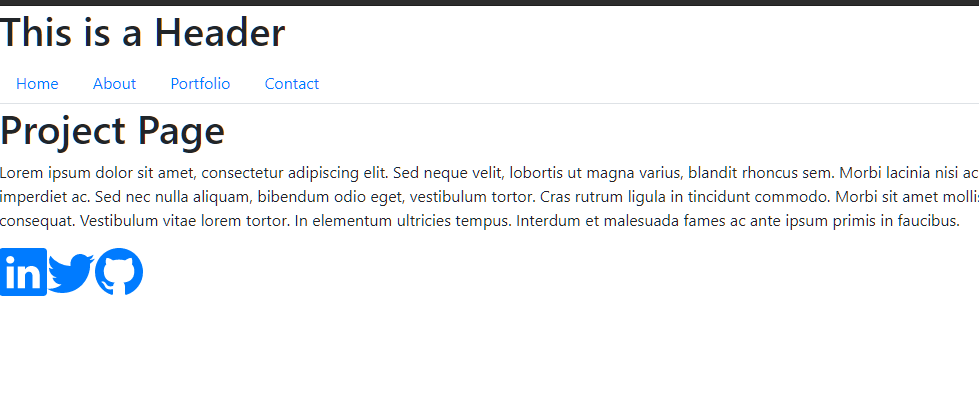 This is a Header
Home About Portfolio Contact
Project Page
Lorem ipsum dolor sit amet, consectetur adipiscing elit. Sed neque velit, lobortis ut magna varius, blandit rhoncus sem. Morbi lacinia nisi ac
imperdiet ac. Sed nec nulla aliquam, bibendum odio eget, vestibulum tortor. Cras rutrum ligula in tincidunt commodo. Morbi sit amet mollis
consequat. Vestibulum vitae lorem tortor. In elementum ultricies tempus. Interdum et malesuada fames ac ante ipsum primis in faucibus.
in